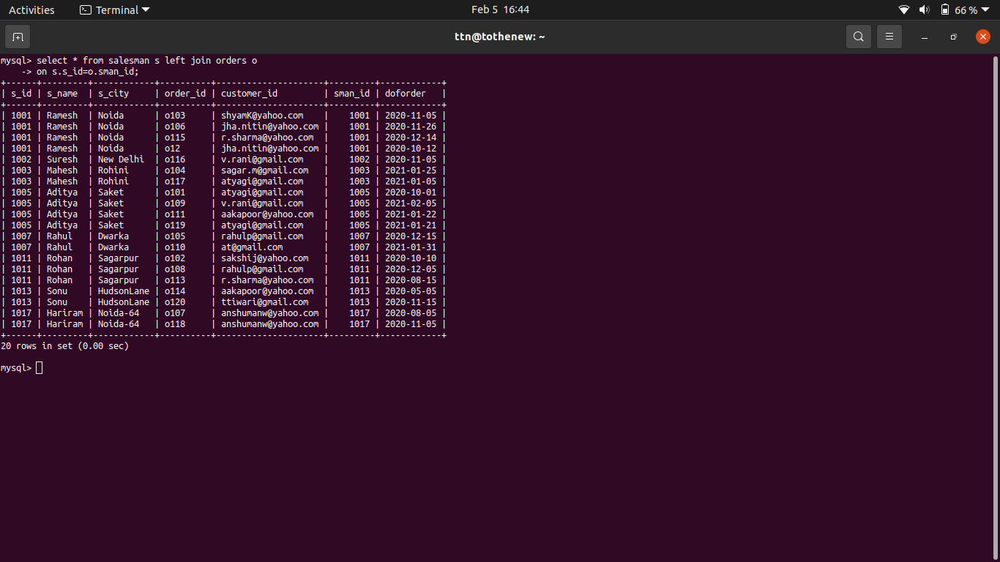 Activities Terminal Feb 5 16:44 66 %
ttn@tothenew: ~
mysql> select * from salesman s left join orders o
    -> on s.s_id=o.sman_id;
+------+---------+------------+----------+---------------------+---------+------------+
| s_id | s_name  | s_city     | order_id | customer_id         | sman_id | doforder   |
+------+---------+------------+----------+---------------------+---------+------------+
| 1001 | Ramesh  | Noida      | o103     | shyamK@yahoo.com    |    1001 | 2020-11-05 |
| 1001 | Ramesh  | Noida      | o106     | jha.nitin@yahoo.com |    1001 | 2020-11-26 |
| 1001 | Ramesh  | Noida      | o115     | r.sharma@yahoo.com  |    1001 | 2020-12-14 |
| 1001 | Ramesh  | Noida      | o12      | jha.nitin@yahoo.com |    1001 | 2020-10-12 |
| 1002 | Suresh  | New Delhi  | o116     | v.rani@gmail.com    |    1002 | 2020-11-05 |
| 1003 | Mahesh  | Rohini     | o104     | sagar.m@gmail.com   |    1003 | 2021-01-25 |
| 1003 | Mahesh  | Rohini     | o117     | atyagi@gmail.com    |    1003 | 2021-01-05 |
| 1005 | Aditya  | Saket      | o101     | atyagi@gmail.com    |    1005 | 2020-10-01 |
| 1005 | Aditya  | Saket      | o109     | v.rani@gmail.com    |    1005 | 2021-02-05 |
| 1005 | Aditya  | Saket      | o111     | aakapoor@yahoo.com  |    1005 | 2021-01-22 |
| 1005 | Aditya  | Saket      | o119     | atyagi@gmail.com    |    1005 | 2021-01-21 |
| 1007 | Rahul   | Dwarka     | o105     | rahulp@gmail.com    |    1007 | 2020-12-15 |
| 1007 | Rahul   | Dwarka     | o110     | at@gmail.com        |    1007 | 2021-01-31 |
| 1011 | Rohan   | Sagarpur   | o102     | sakshij@yahoo.com   |    1011 | 2020-10-10 |
| 1011 | Rohan   | Sagarpur   | o108     | rahulp@gmail.com    |    1011 | 2020-12-05 |
| 1011 | Rohan   | Sagarpur   | o113     | r.sharma@yahoo.com  |    1011 | 2020-08-15 |
| 1013 | Sonu    | HudsonLane | o114     | aakapoor@yahoo.com  |    1013 | 2020-05-05 |
| 1013 | Sonu    | HudsonLane | o120     | ttiwari@gmail.com   |    1013 | 2020-11-15 |
| 1017 | Hariram | Noida-64   | o107     | anshumanw@yahoo.com |    1017 | 2020-08-05 |
| 1017 | Hariram | Noida-64   | o118     | anshumanw@yahoo.com |    1017 | 2020-11-05 |
+------+---------+------------+----------+---------------------+---------+------------+
20 rows in set (0.00 sec)
mysql>